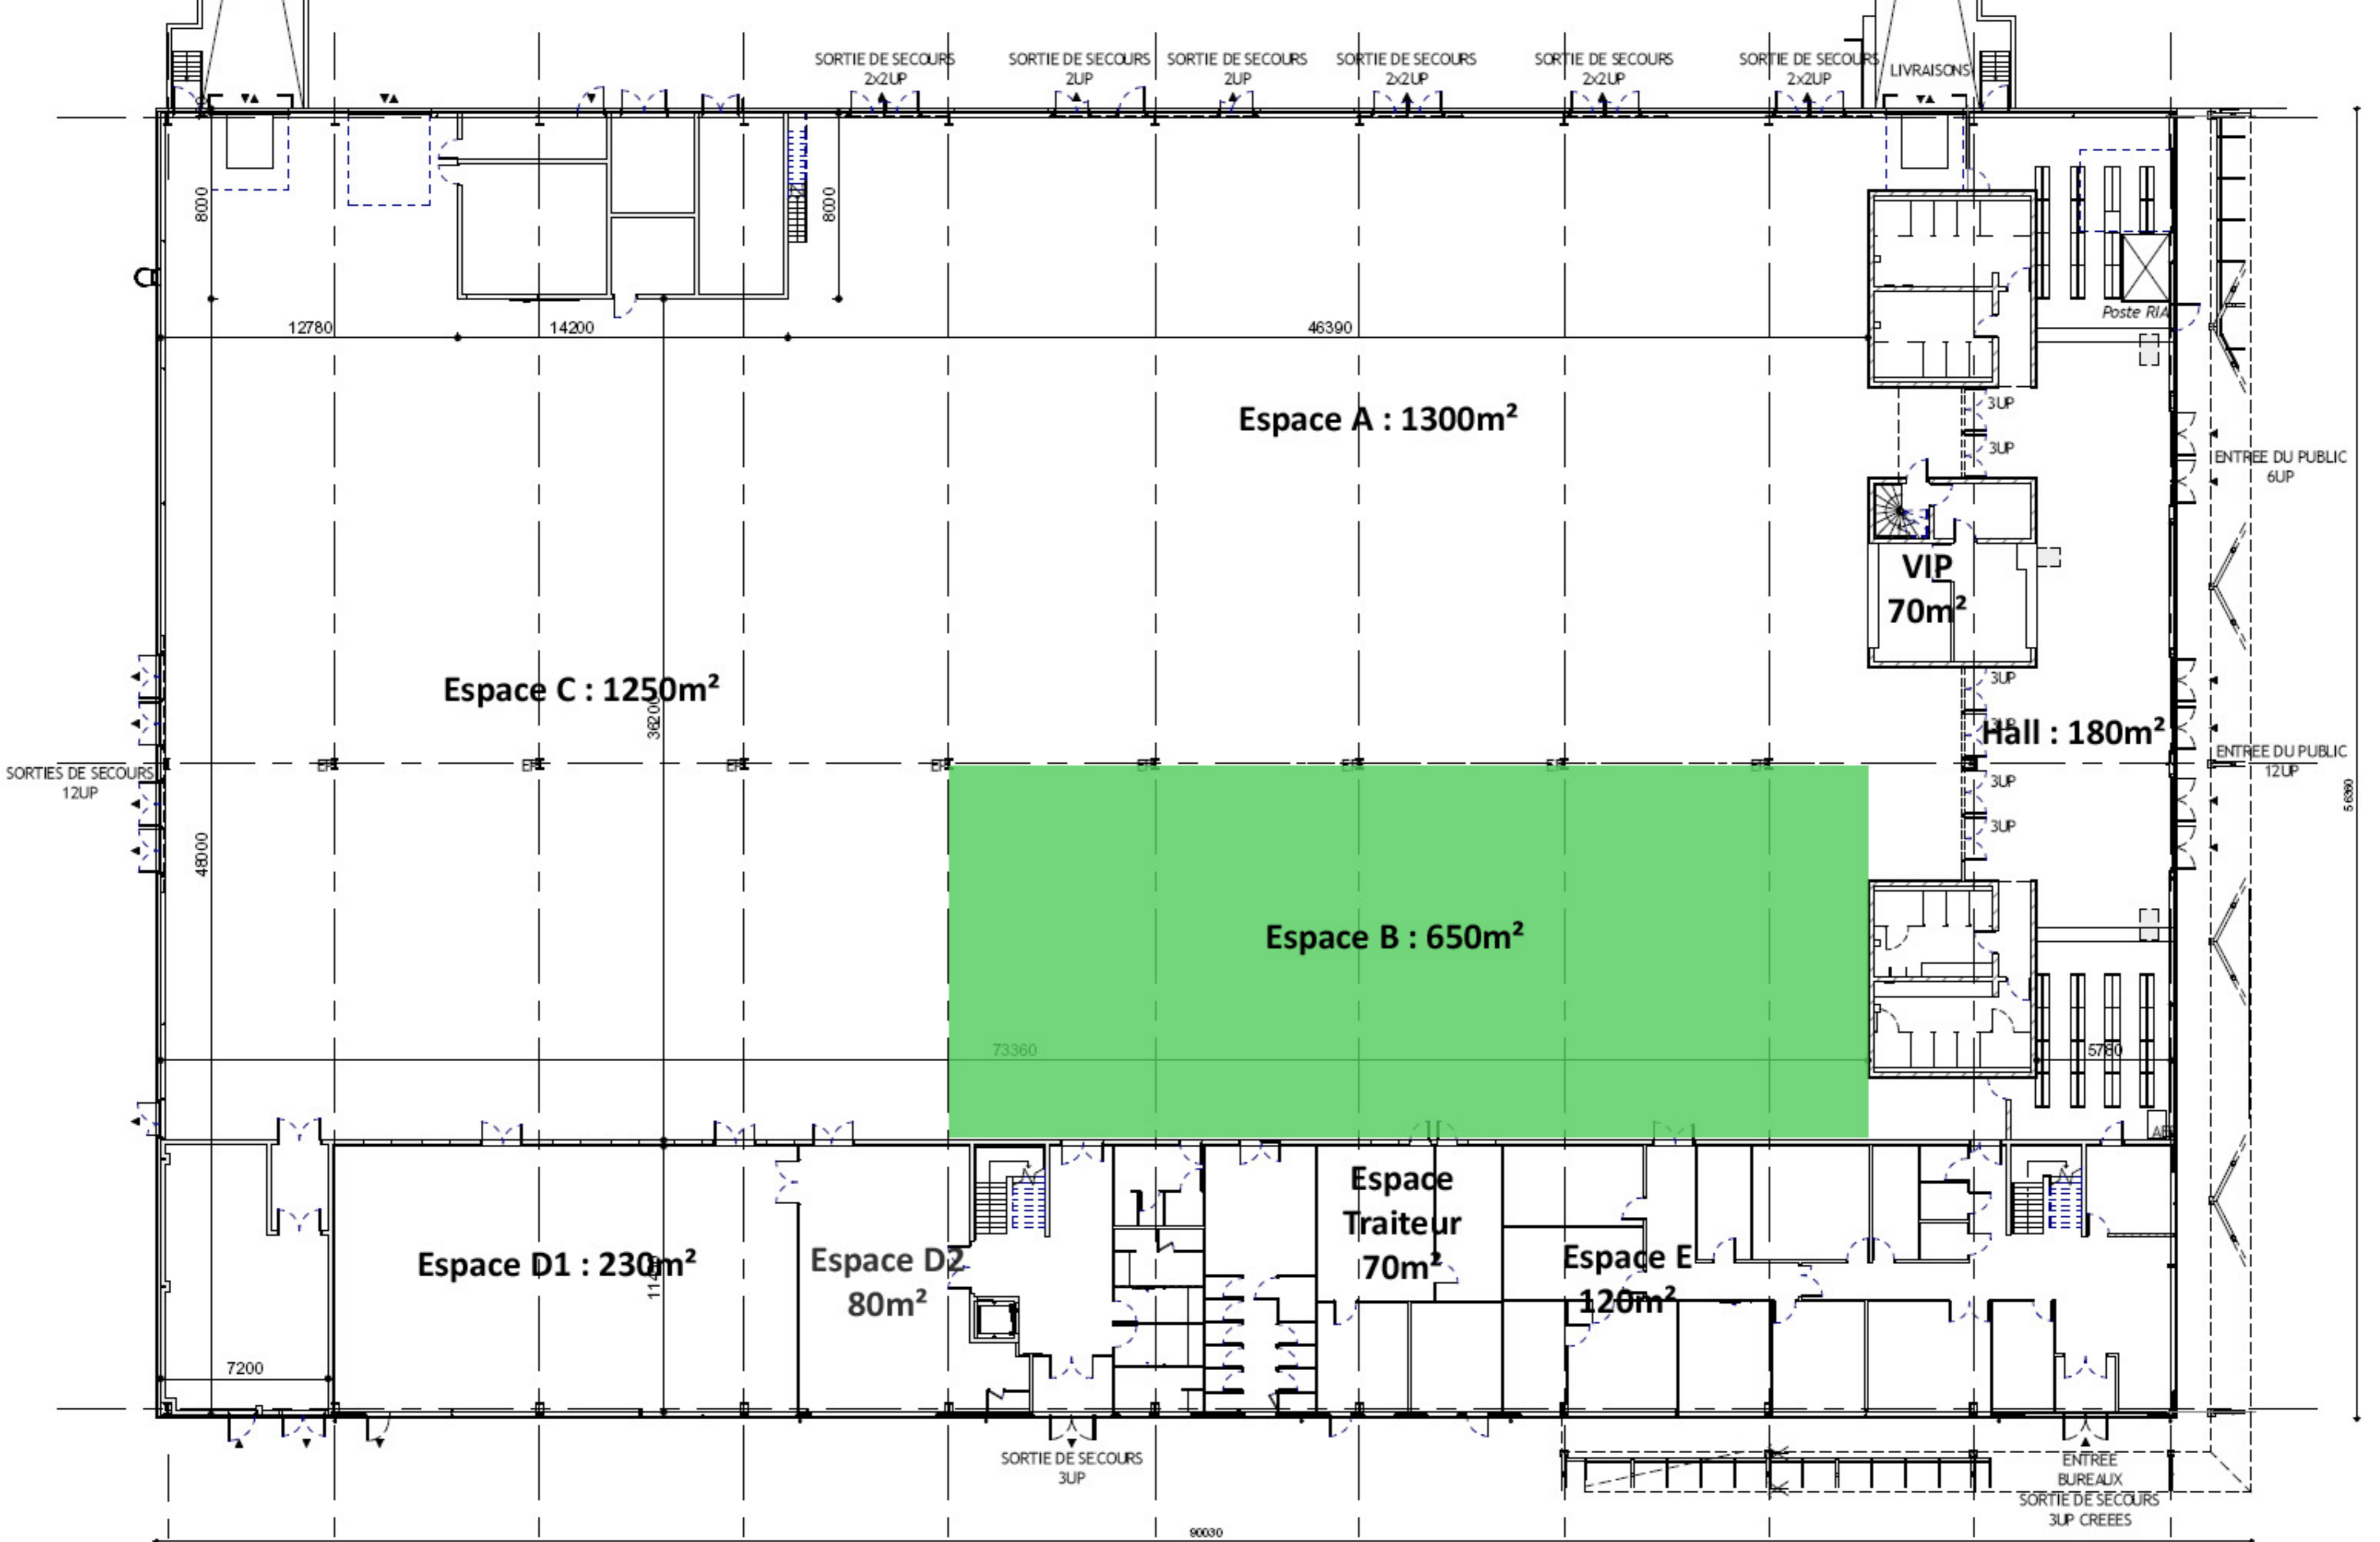 SORTIE DE SECOURS
2x2UP
SORTIE DE SECOURS
2UP
SORTIE DE SECOURS
2UP
SORTIE DE SECOURS
2x2UP
SORTIE DE SECOURS
2x2UP
SORTIE DE SECOURS
2x2UP
LIVRAISONS
8000
8000
Poste RIA
12780
14200
46390
Espace A : 1300m²
3UP
3UP
ENTREE DU PUBLIC
6UP
VIP
70m²
Espace C : 1250m²
36200
3UP
3UP
Hall : 180m²
ENTREE DU PUBLIC
12UP
SORTIES DE SECOURS
12UP
3UP
3UP
56360
48000
Espace B : 650m²
73360
5780
Espace D1 : 230m²
Espace D2
80m²
Espace
Traiteur
70m²
Espace E
120m²
7200
SORTIE DE SECOURS
3UP
ENTREE
BUREAUX
SORTIE DE SECOURS
3UP CREEES
90030